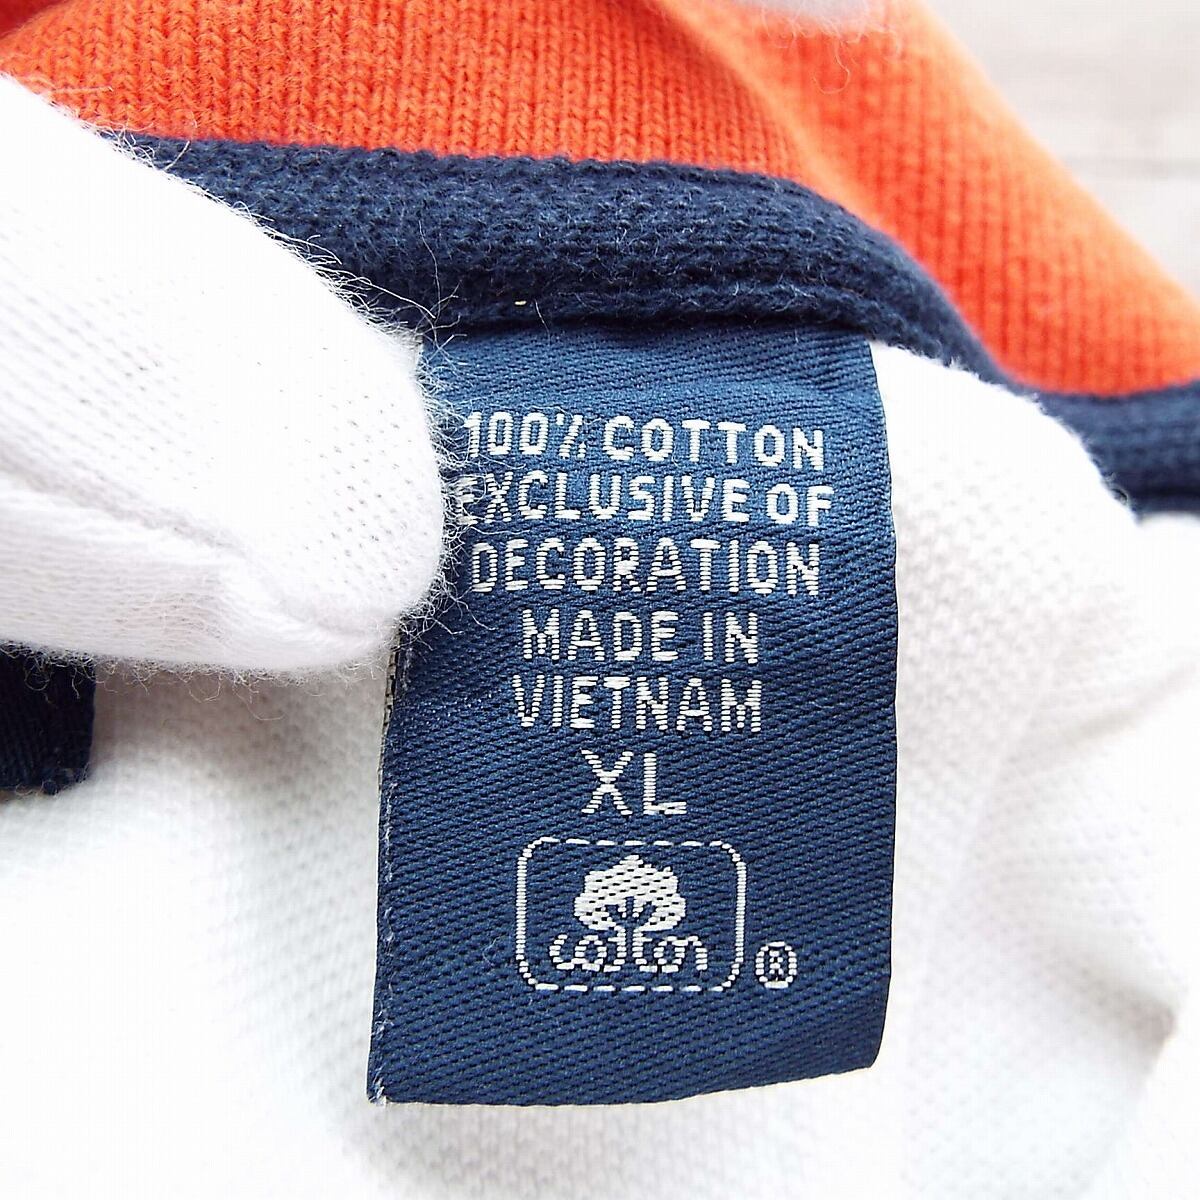 100% COTTON
EXCLUSIVE OF
DECORATION
MADE IN
VIETNAM
XL
cotton ®